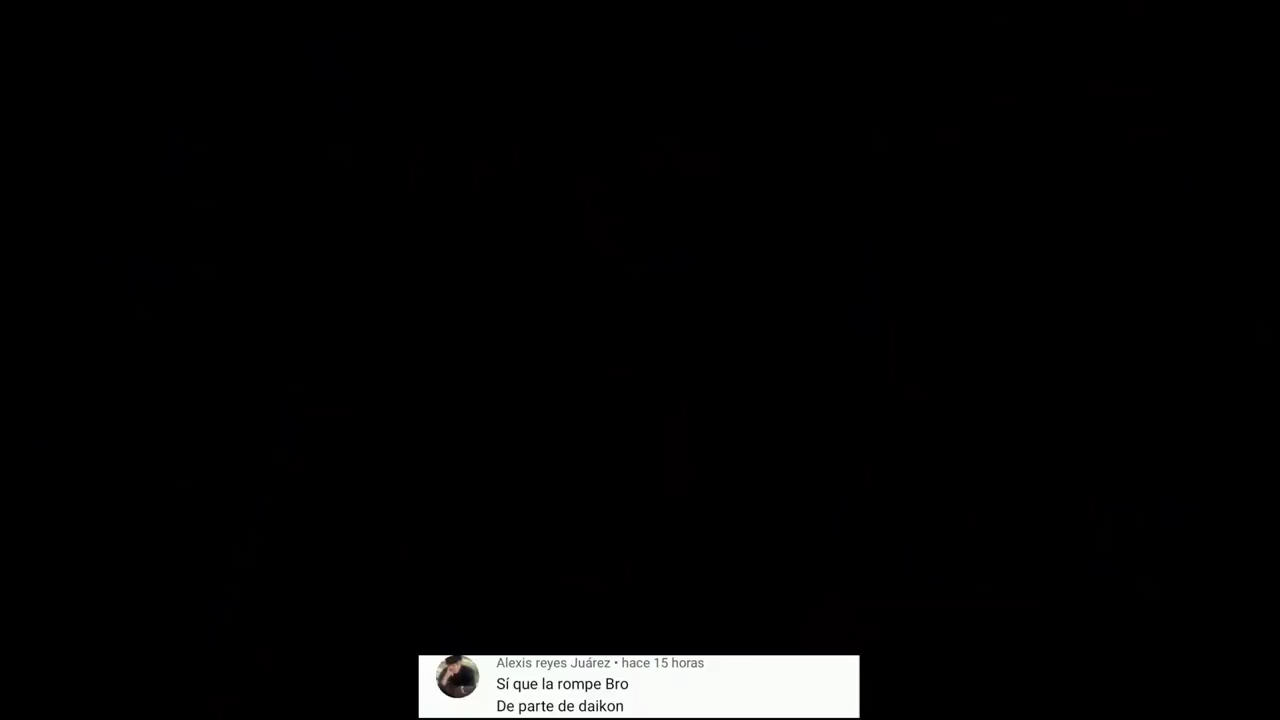 Alexis reyes Juárez • hace 15 horas
Sí que la rompe Bro
De parte de daikon